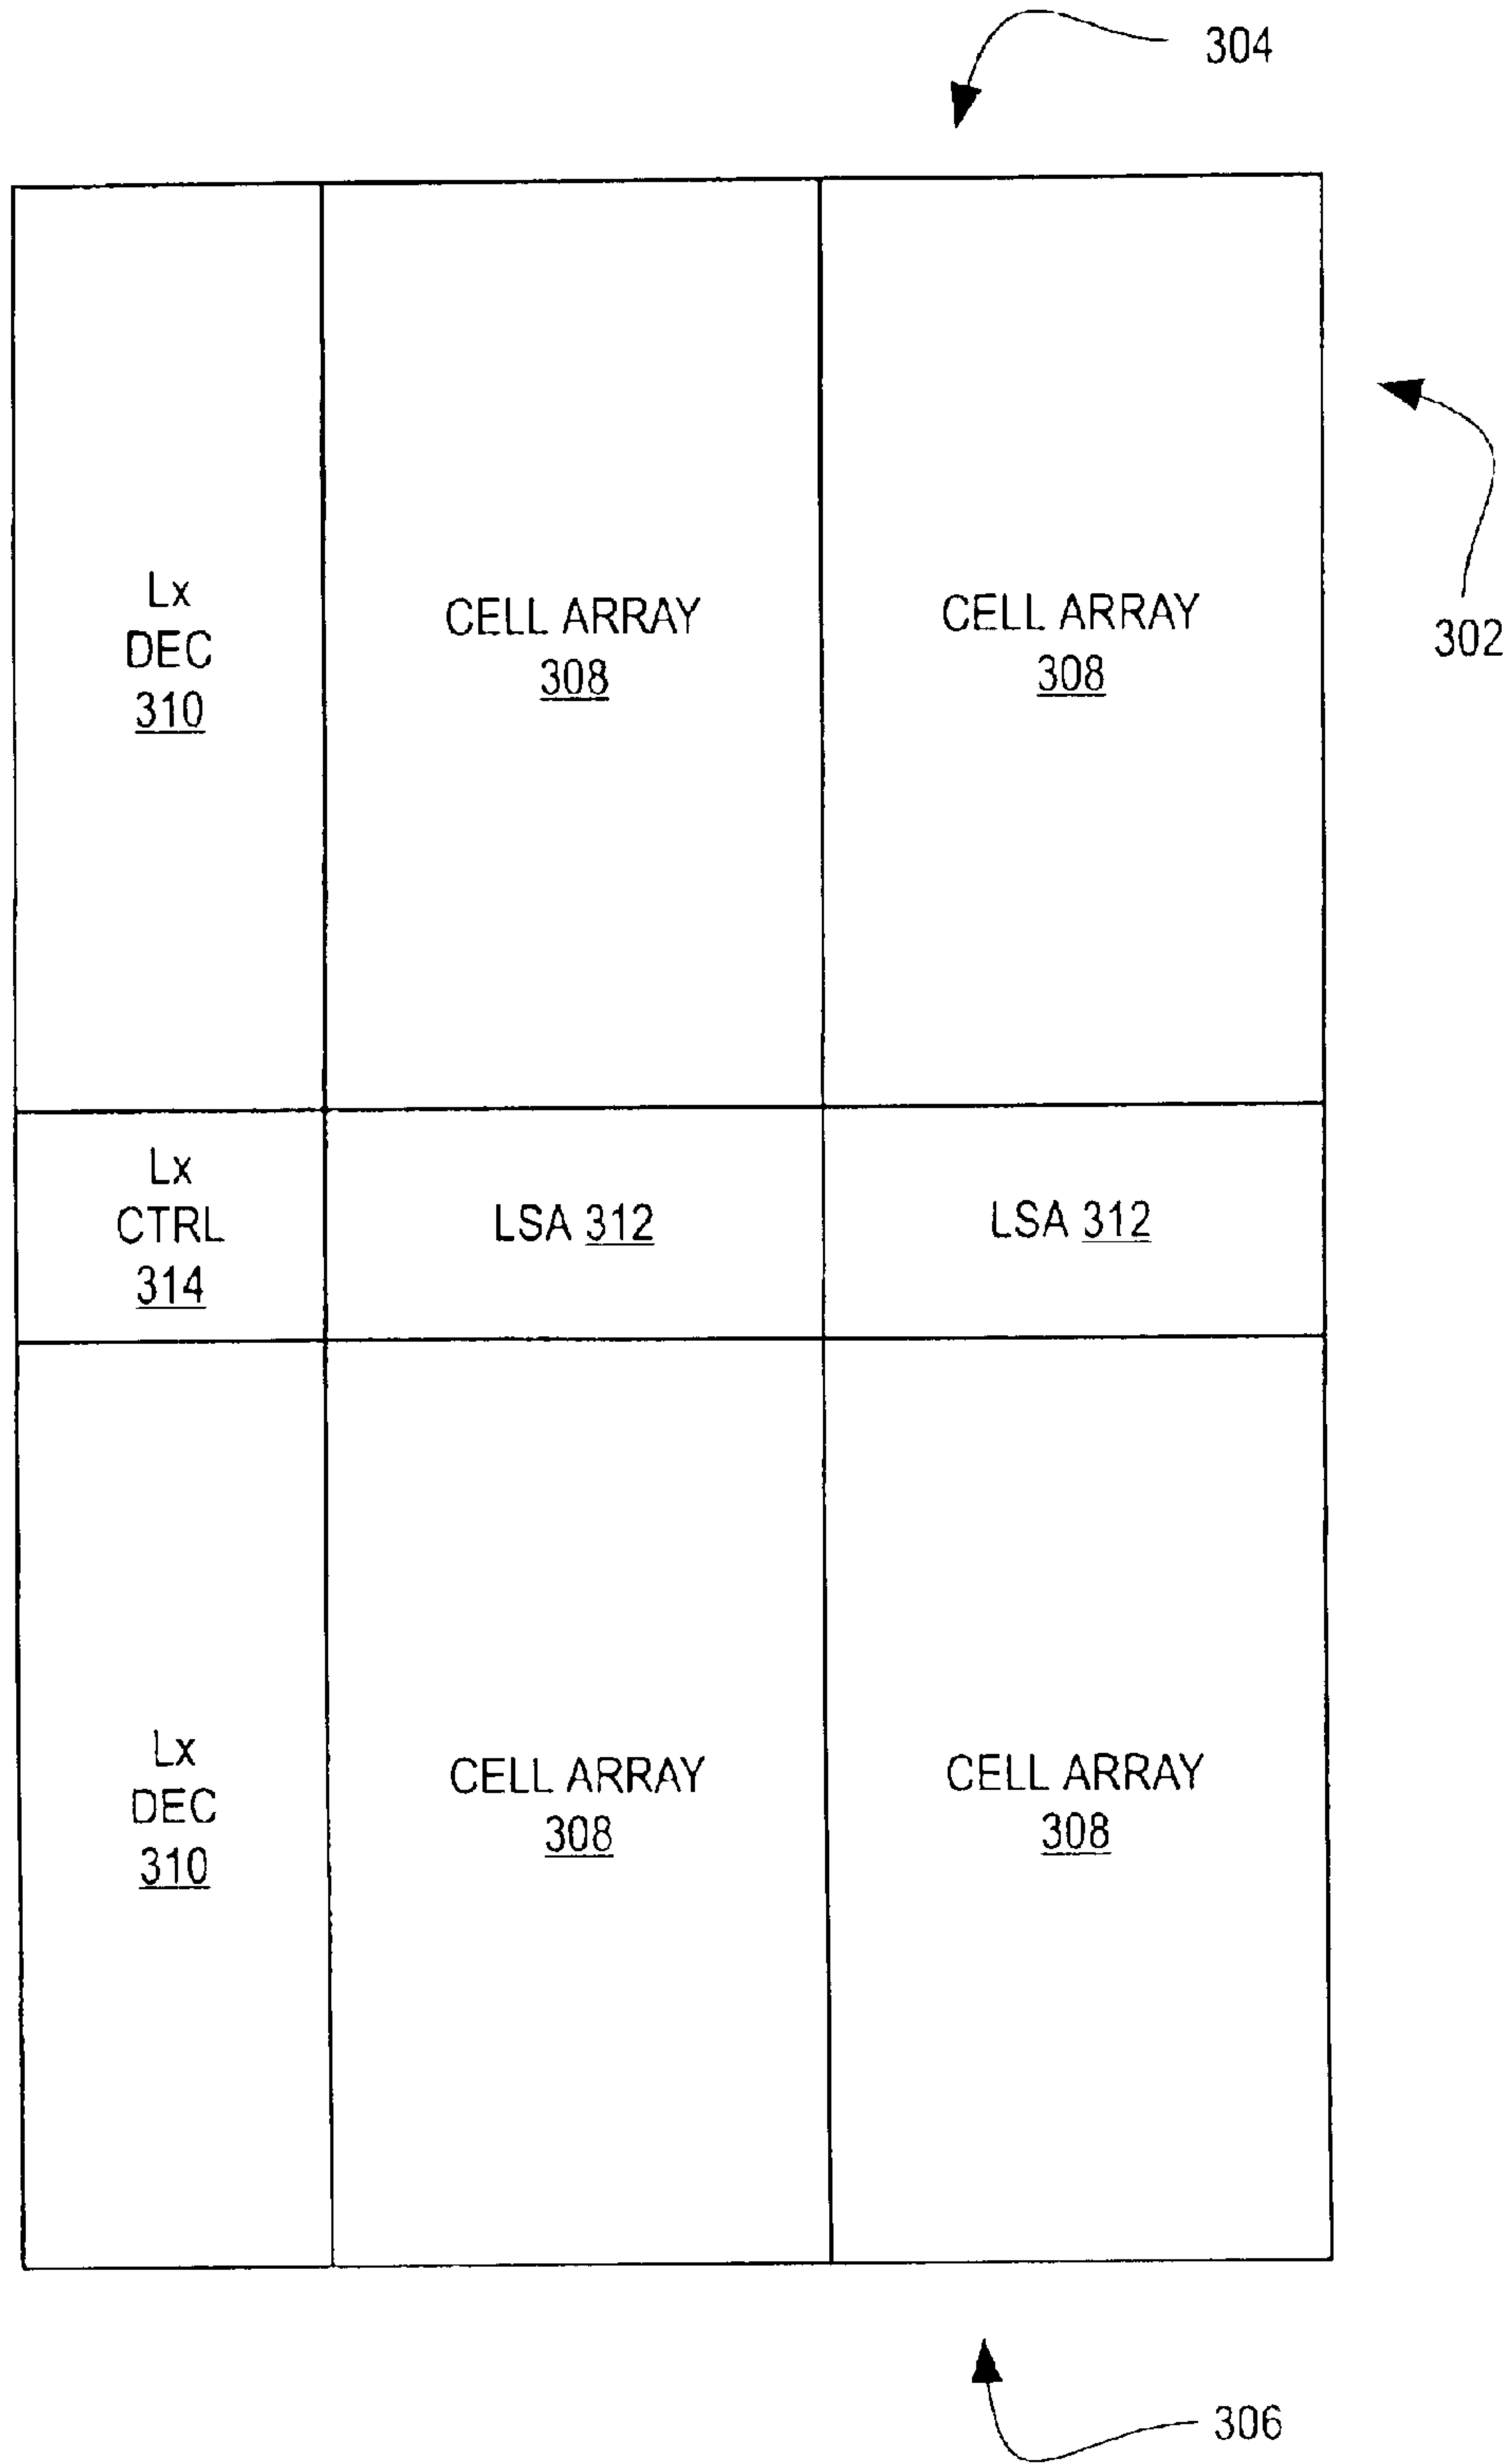 304
302
Lx
DEC
310
CELL ARRAY
308
CELL ARRAY
308
Lx
CTRL
314
LSA 312
LSA 312
Lx
DEC
310
CELL ARRAY
308
CELL ARRAY
308
306